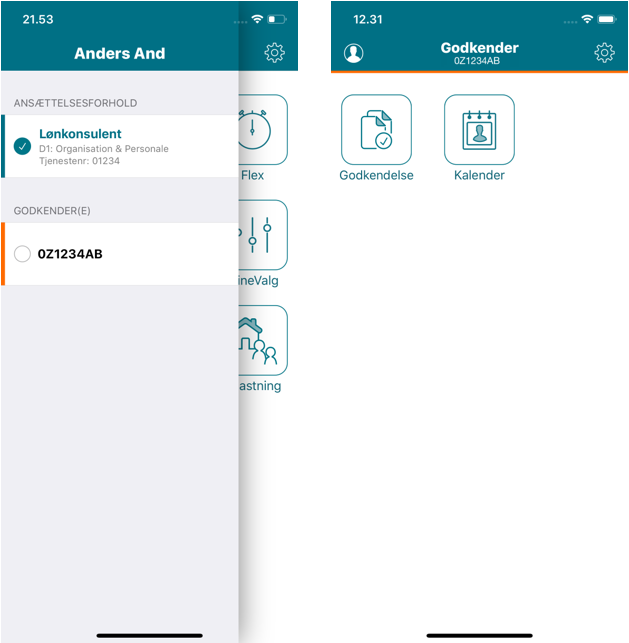 21.53
Anders And
ANSÆTTELSESFORHOLD
Lønkonsulent
D1: Organisation & Personale
Tjenestenr: 01234
GODKENDER(E)
0Z1234AB
Flex
ineValg
astning
12.31
Godkender
0Z1234AB
Godkendelse
Kalender